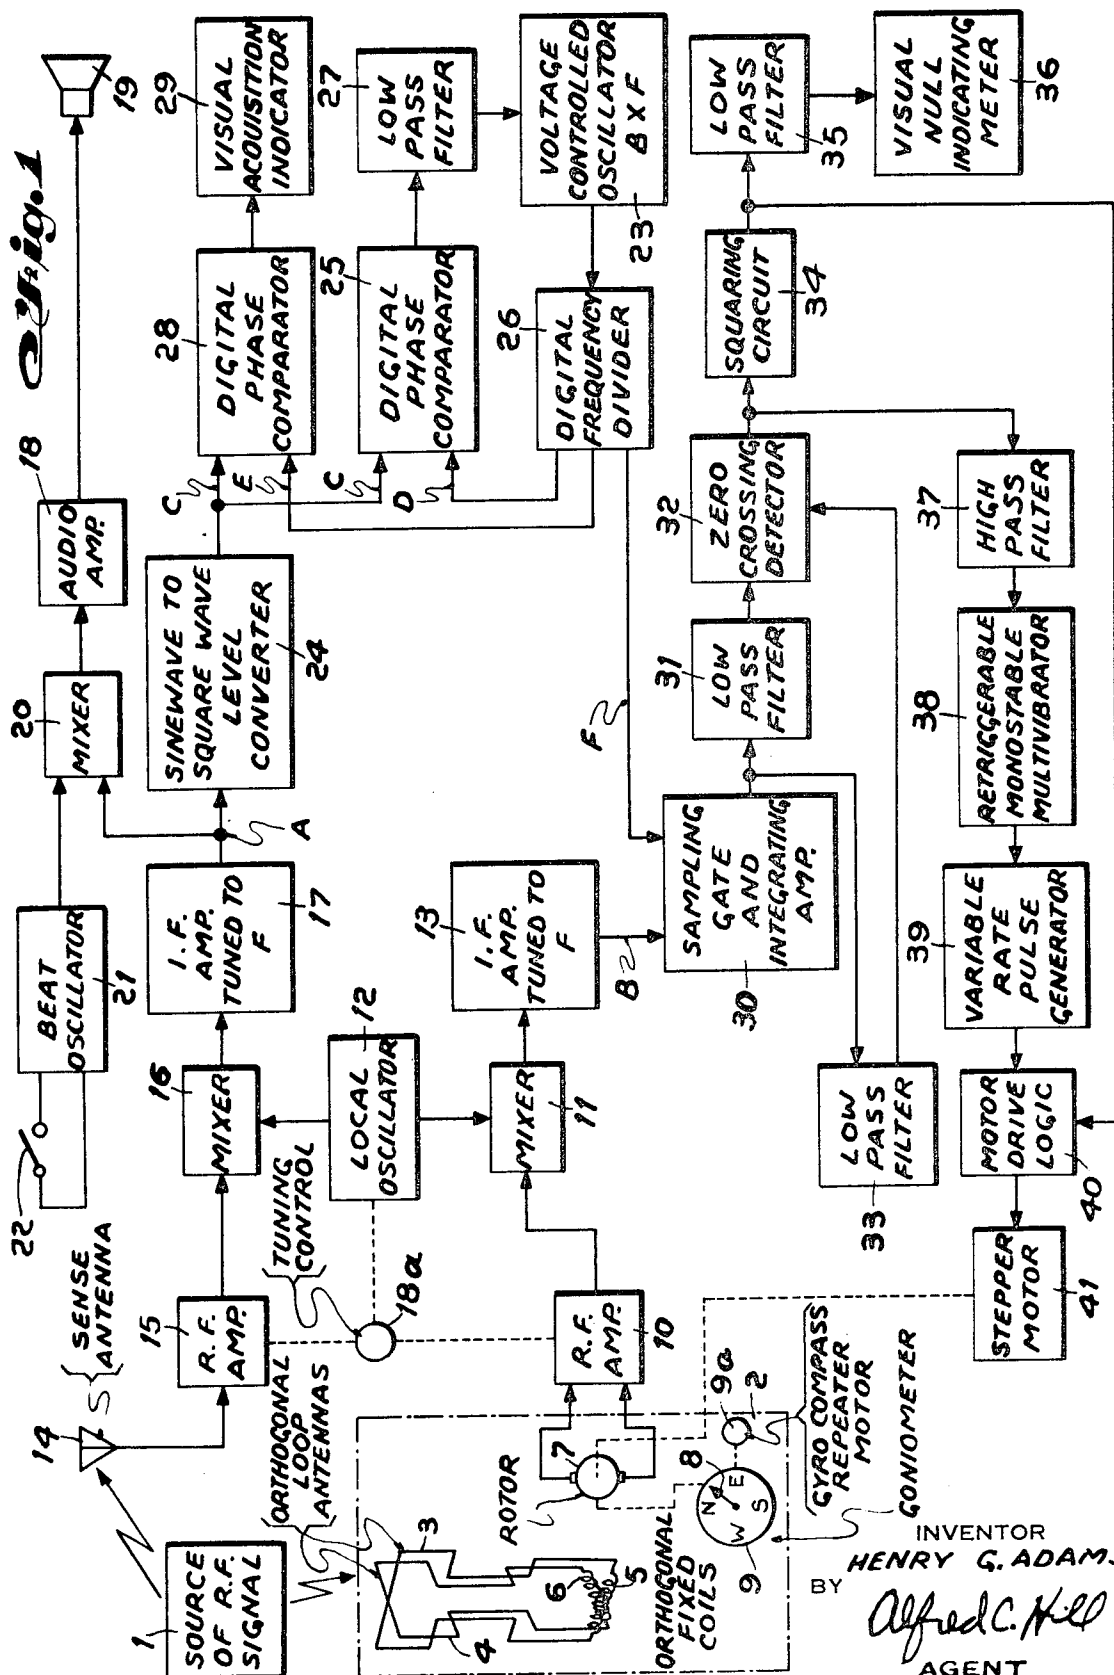 Fig. 1
1
SOURCE
OF R.F.
SIGNAL
14
SENSE
ANTENNA
15
R.F.
AMP.
16
MIXER
I.F.
AMP.
TUNED TO
F
17
A
22
BEAT
OSCILLATOR
21
20
MIXER
18
AUDIO
AMP.
19
SINEWAVE TO
SQUARE WAVE
LEVEL
CONVERTER
24
C
E
C
D
28
DIGITAL
PHASE
COMPARATOR
29
VISUAL
ACQUISITION
INDICATOR
25
DIGITAL
PHASE
COMPARATOR
27
LOW
PASS
FILTER
VOLTAGE
CONTROLLED
OSCILLATOR
B X F
23
26
DIGITAL
FREQUENCY
DIVIDER
F
TUNING
CONTROL
18a
12
LOCAL
OSCILLATOR
ORTHOGONAL
LOOP
ANTENNAS
3
4
6
5
ORTHOGONAL
FIXED
COILS
ROTOR
7
8
N
E
S
W
9
9a
2
GYRO COMPASS
REPEATER
MOTOR
GONIOMETER
R.F.
AMP.
10
MIXER
11
13
I.F.
AMP.
TUNED TO
F
B
SAMPLING
GATE
AND
INTEGRATING
AMP.
30
31
LOW
PASS
FILTER
32
ZERO
CROSSING
DETECTOR
LOW
PASS
FILTER
33
SQUARING
CIRCUIT
34
LOW
PASS
FILTER
35
VISUAL
NULL
INDICATING
METER
36
37
HIGH
PASS
FILTER
38
RETRIGGERABLE
MONOSTABLE
MULTIVIBRATOR
39
VARIABLE
RATE
PULSE
GENERATOR
MOTOR
DRIVE
LOGIC
40
STEPPER
MOTOR
41
INVENTOR
HENRY G. ADAMS
BY
Alfred C. Hill
AGENT